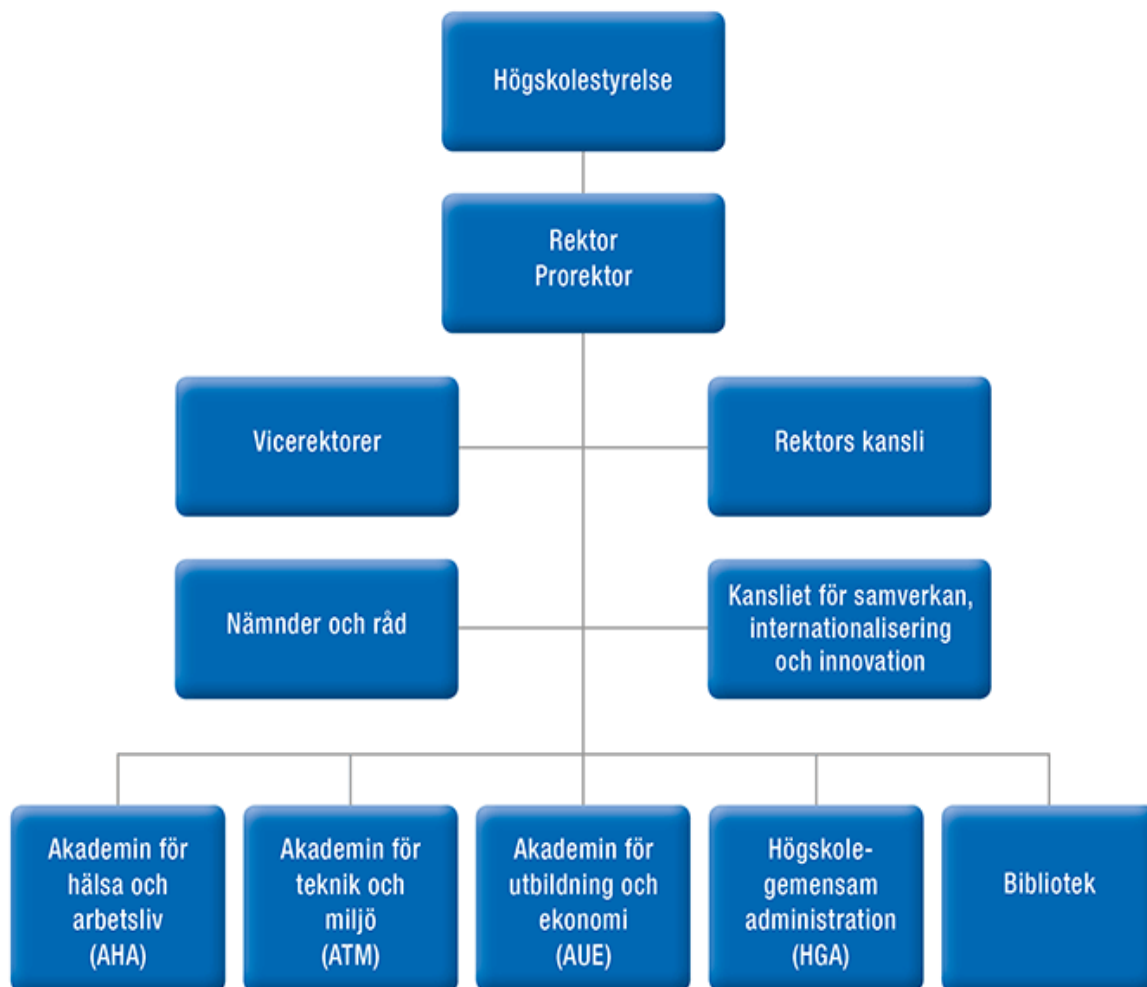 Högskolestyrelse
Rektor
Prorektor
Vicerektorer
Rektors kansli
Nämnder och råd
Kansliet för samverkan,
internationalisering
och innovation
Akademin för
hälsa och
arbetsliv
(AHA)
Akademin för
teknik och
miljö
(ATM)
Akademin för
utbildning och
ekonomi
(AUE)
Högskole-
gemensam
administration
(HGA)
Bibliotek